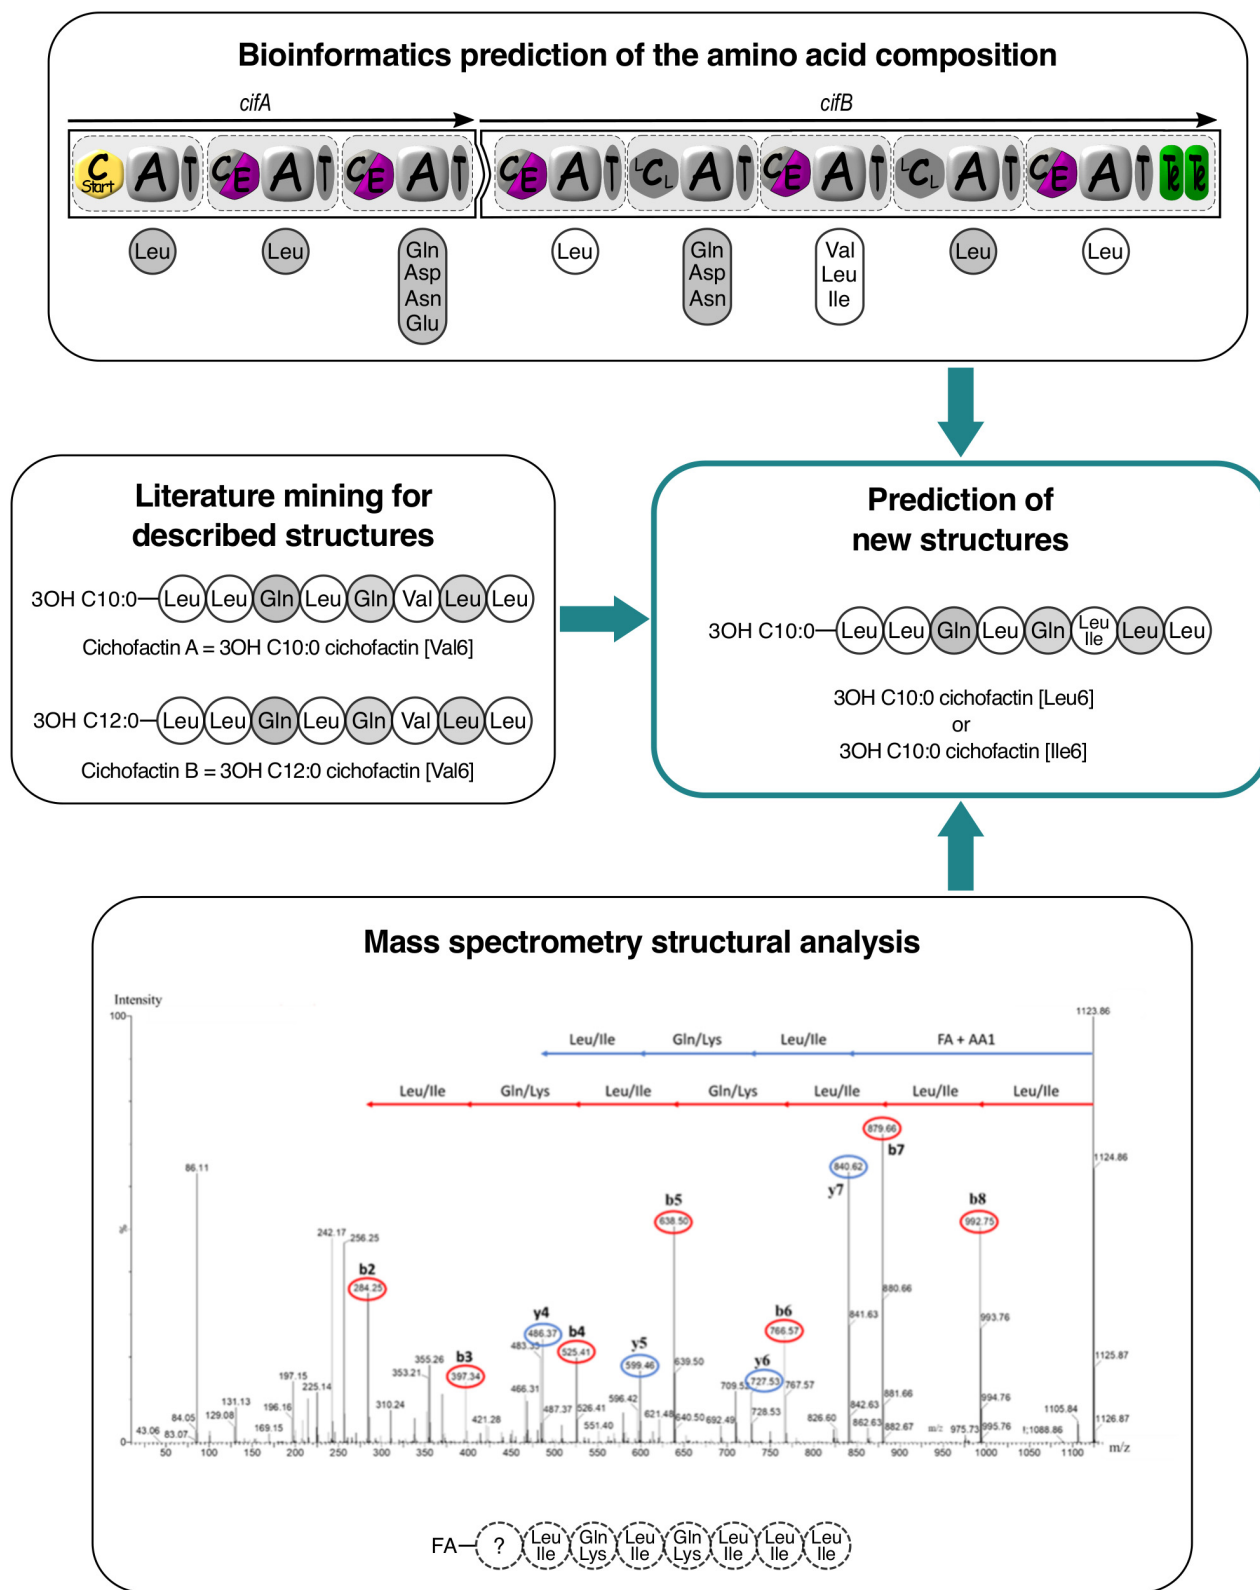 Bioinformatics prediction of the amino acid composition
cifA
cifB
C Start A T C E A T C E A T C E A T L C L A T C E A T L C L A T C E A T Te Te
Leu
Leu
Gln
Asp
Asn
Glu
Leu
Gln
Asp
Asn
Val
Leu
Ile
Leu
Leu
Literature mining for
described structures
3OH C10:0 Leu Leu Gln Leu Gln Val Leu Leu
Cichofactin A = 3OH C10:0 cichofactin [Val6]
3OH C12:0 Leu Leu Gln Leu Gln Val Leu Leu
Cichofactin B = 3OH C12:0 cichofactin [Val6]
Prediction of
new structures
3OH C10:0 Leu Leu Gln Leu Gln Leu Ile Leu Leu
3OH C10:0 cichofactin [Leu6]
or
3OH C10:0 cichofactin [Ile6]
Mass spectrometry structural analysis
Intensity
100
%
0
1123.86
Leu/Ile Gln/Lys Leu/Ile FA + AA1
Leu/Ile Gln/Lys Leu/Ile Gln/Lys Leu/Ile Leu/Ile Leu/Ile
879.66
b7
86.11
840.62
y7
1124.86
b5
638.50
b8
992.75
242.17
256.25
b2
284.25
880.66
y4
486.37
b4
525.41
b6
766.57
841.63
993.76
483.35
y5
599.46
b3
397.34
355.26
353.21
639.50
y6
727.53
1125.87
197.15
225.14
466.31
709.52
767.57
881.66
994.76
131.13
129.08
196.16
310.24
487.37
526.41
596.42
621.48
640.50
728.53
842.63
1105.84
84.05
43.06
83.07
169.15
421.28
551.40
692.49
826.60
862.63
882.67
m/z
975.73
995.76
1088.86
1126.87
50 100 150 200 250 300 350 400 450 500 550 600 650 700 750 800 850 900 950 1000 1050 1100 m/z
FA ? Leu Ile Gln Lys Leu Ile Gln Lys Leu Ile Leu Ile Leu Ile